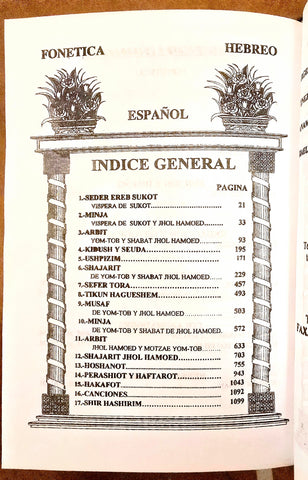 FONETICA HEBREO
ESPAÑOL
INDICE GENERAL
PAGINA
1.-SEDER EREB SUKOT
VISPERA DE SUKOT............ 21
2.-MINJA
VISPERA DE SUKOT Y JHOL HAMOED.... 33
3.-ARBIT
YOM-TOB Y SHABAT JHOL HAMOED..... 93
4.-KIDUSH Y SEUDA............ 195
5.-USHPIZIM............ 171
6.-SHAJARIT
DE YOM-TOB Y SHABAT JHOL HAMOED...... 229
7.-SEFER TORA............ 457
8.-TIKUN HAGUESHEM............ 493
9.-MUSAF
DE YOM-TOB Y JHOL HAMOED............ 503
10.-MINJA
DE YOM-TOB Y SHABAT DE JHOL HAMOED.... 572
11.-ARBIT
JHOL HAMOED Y MOTZAE YOM-TOB.... 633
12.-SHAJARIT JHOL HAMOED............ 703
13.-HOSHANOT............ 755
14.-PERASHIOT Y HAFTAROT............ 943
15.-HAKAFOT............ 1043
16.-CANCIONES............ 1092
17.-SHIR HASHIRIM............ 1099